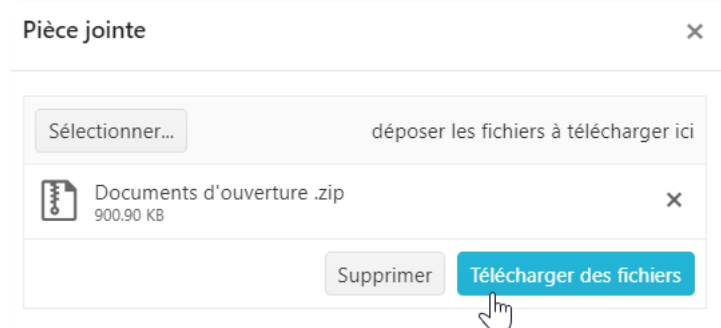 Pièce jointe
Sélectionner...
déposer les fichiers à télécharger ici
Documents d'ouverture .zip
900.90 KB
Supprimer
Télécharger des fichiers